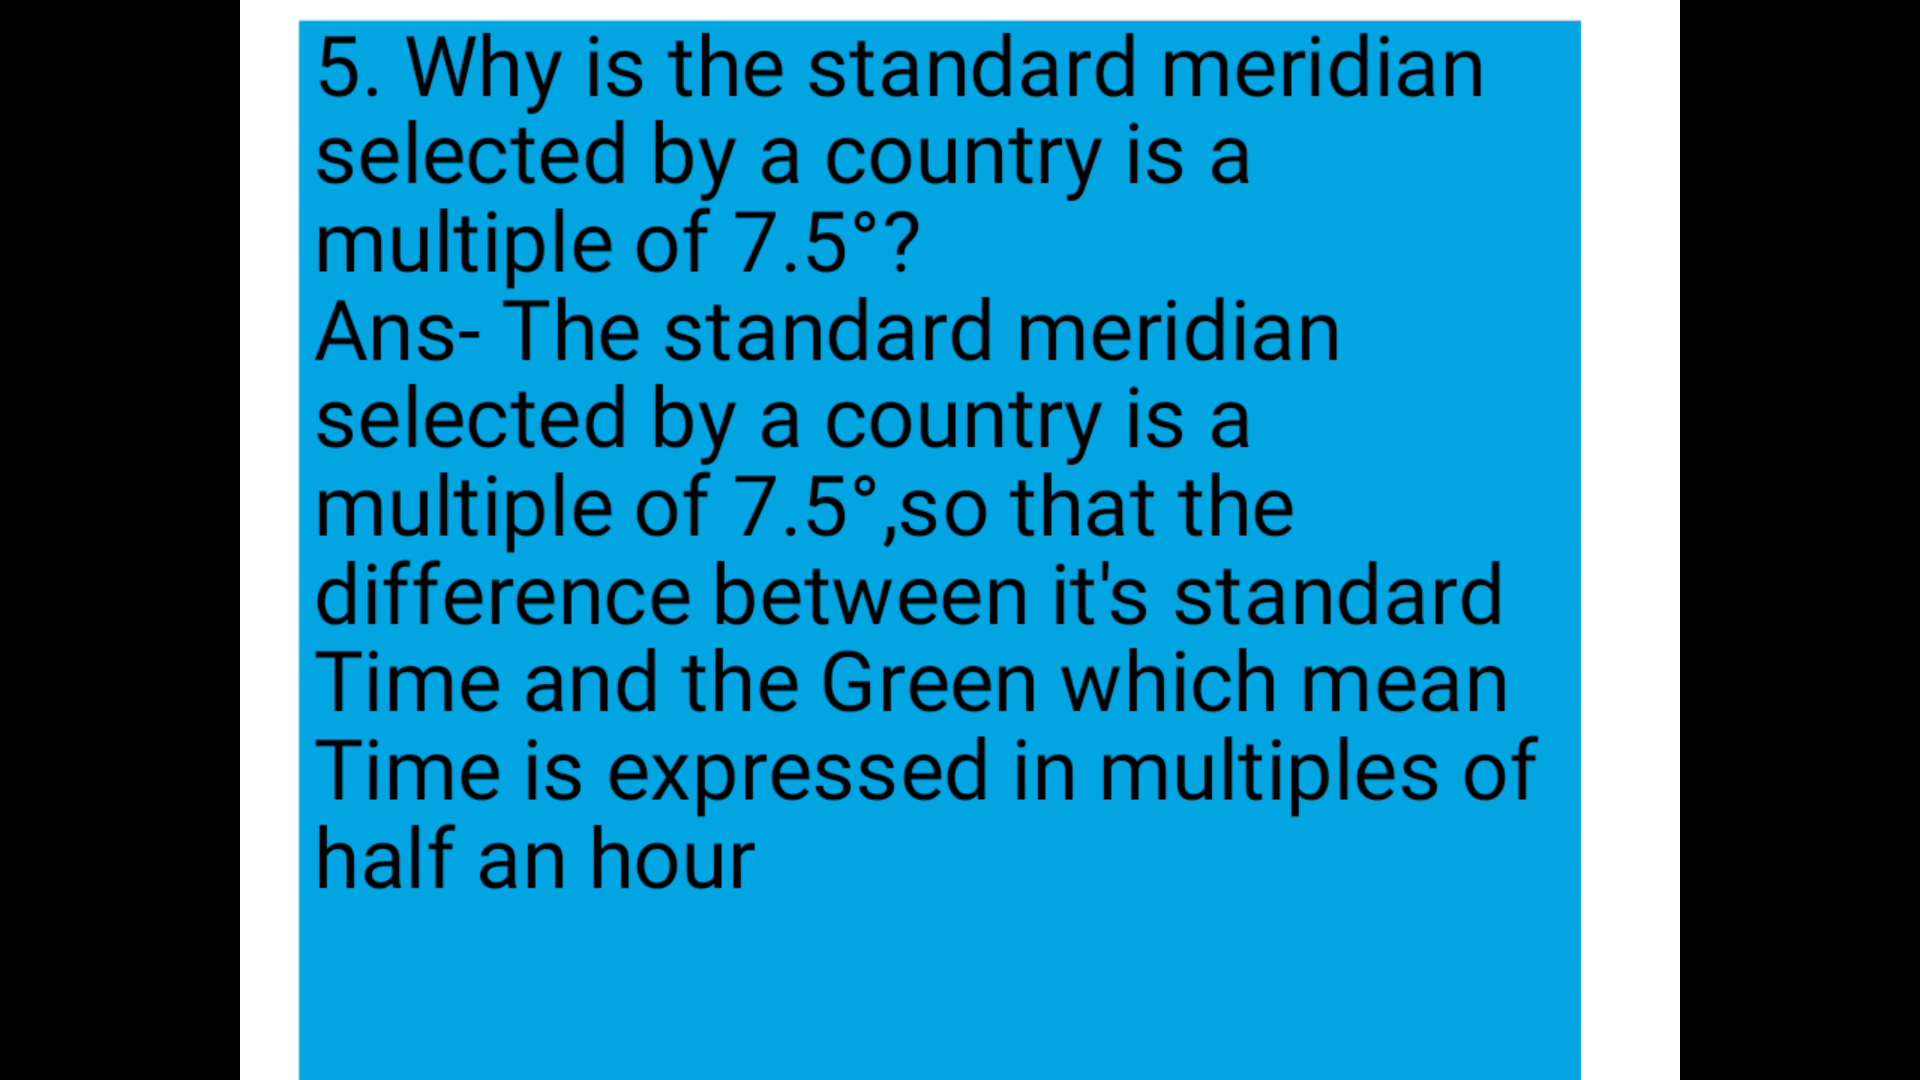 5. Why is the standard meridian
selected by a country is a
multiple of 7.5°?
Ans- The standard meridian
selected by a country is a
multiple of 7.5°,so that the
difference between it's standard
Time and the Green which mean
Time is expressed in multiples of
half an hour